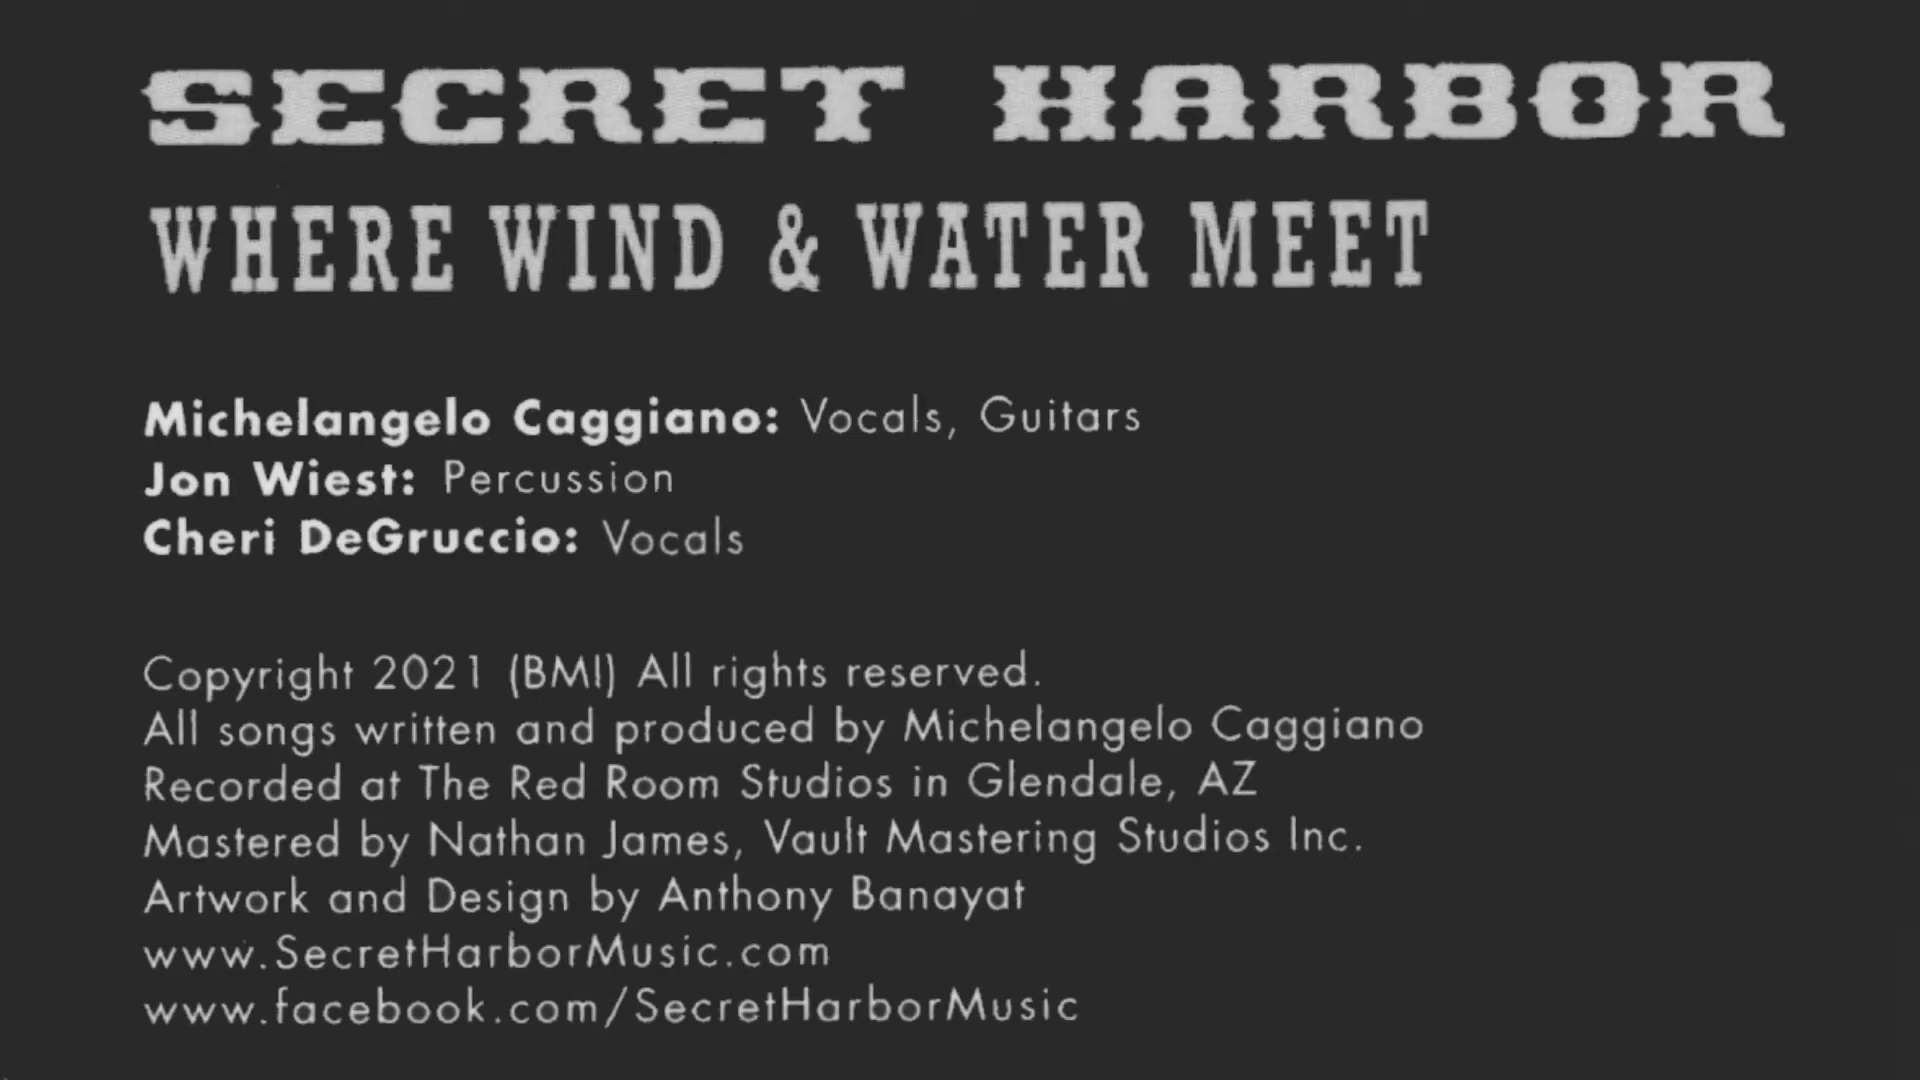 SECRET HARBOR
WHERE WIND & WATER MEET
Michelangelo Caggiano: Vocals, Guitars
Jon Wiest: Percussion
Cheri DeGruccio: Vocals
Copyright 2021 (BMI) All rights reserved.
All songs written and produced by Michelangelo Caggiano
Recorded at The Red Room Studios in Glendale, AZ
Mastered by Nathan James, Vault Mastering Studios Inc.
Artwork and Design by Anthony Banayat
www.SecretHarborMusic.com
www.facebook.com/SecretHarborMusic